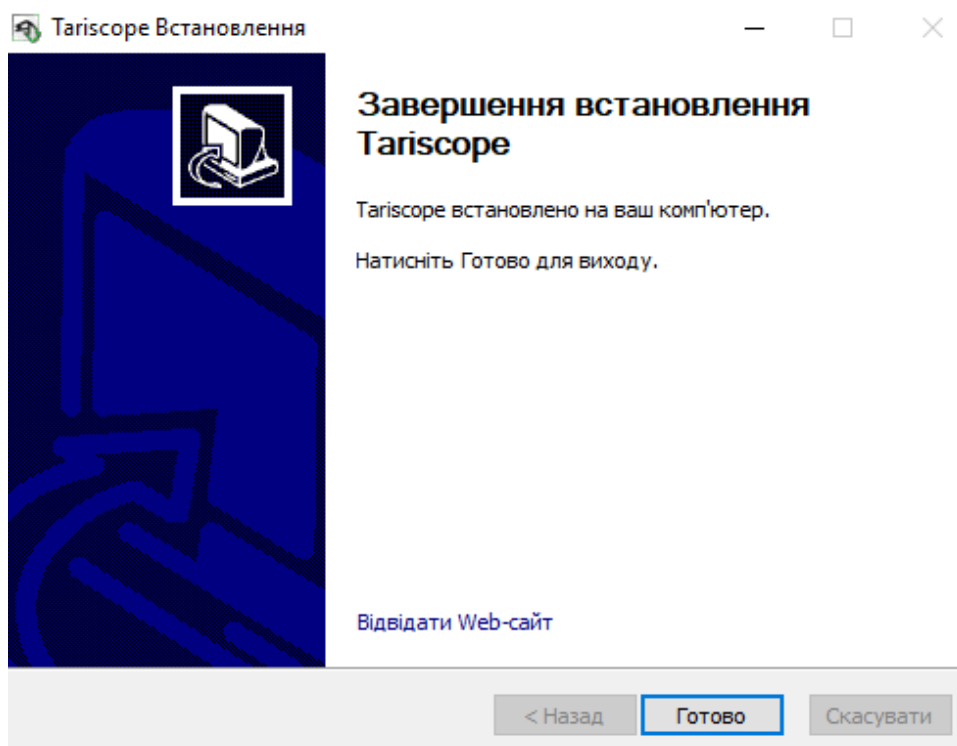 Tariscope Встановлення
Завершення встановлення
Tariscope
Tariscope встановлено на ваш комп'ютер.
Натисніть Готово для виходу.
Відвідати Web-сайт
< Назад
Готово
Скасувати